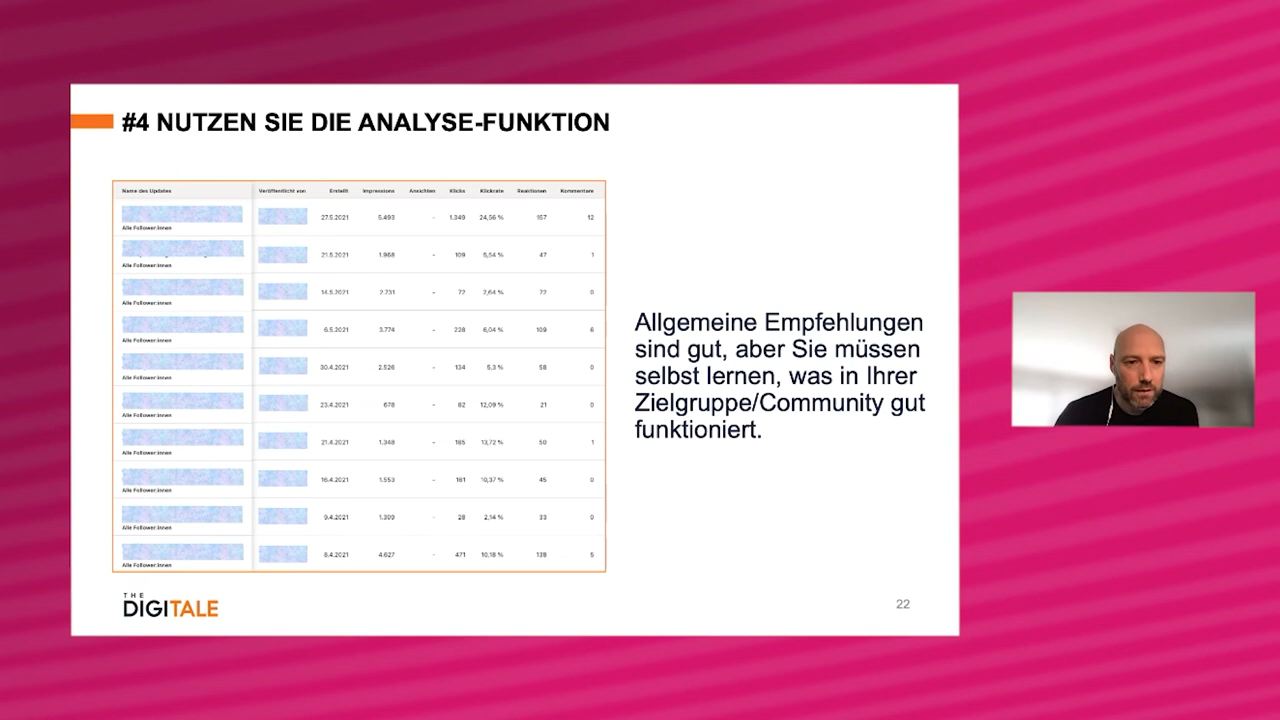 #4 NUTZEN SIE DIE ANALYSE-FUNKTION
Name des Updates Veröffentlicht von Erstellt Impressions Ansichten Klicks Klickrate Reaktionen Kommentare
27.5.2021 5.493 - 1.349 24,56 % 157 12
Alle Follower:innen
21.5.2021 1.968 - 109 5,54 % 47 1
Alle Follower:innen
14.5.2021 2.731 - 72 2,64 % 72 0
Alle Follower:innen
6.5.2021 3.774 - 228 6,04 % 109 6
Alle Follower:innen
30.4.2021 2.526 - 134 5,3 % 58 0
Alle Follower:innen
23.4.2021 678 - 82 12,09 % 21 0
Alle Follower:innen
21.4.2021 1.348 - 185 13,72 % 50 1
Alle Follower:innen
16.4.2021 1.553 - 161 10,37 % 45 0
Alle Follower:innen
9.4.2021 1.309 - 28 2,14 % 33 0
Alle Follower:innen
8.4.2021 4.627 - 471 10,18 % 138 5
Alle Follower:innen
Allgemeine Empfehlungen
sind gut, aber Sie müssen
selbst lernen, was in Ihrer
Zielgruppe/Community gut
funktioniert.
THE
DIGITALE
22